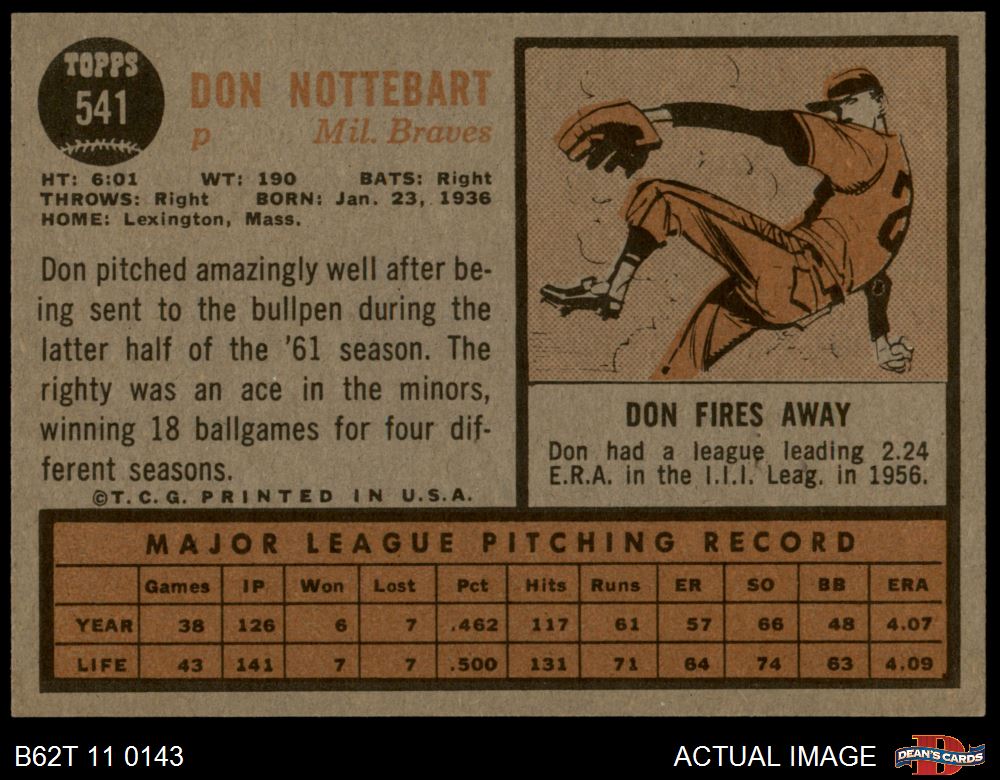 TOPPS
541
DON NOTTEBART
p Mil. Braves
HT: 6:01 WT: 190 BATS: Right
THROWS: Right BORN: Jan. 23, 1936
HOME: Lexington, Mass.
Don pitched amazingly well after be-
ing sent to the bullpen during the
latter half of the '61 season. The
righty was an ace in the minors,
winning 18 ballgames for four dif-
ferent seasons.
©T.C.G. PRINTED IN U.S.A.
DON FIRES AWAY
Don had a league leading 2.24
E.R.A. in the I.I.I. Leag. in 1956.
MAJOR LEAGUE PITCHING RECORD
Games IP Won Lost Pct Hits Runs ER SO BB ERA
YEAR 38 126 6 7 .462 117 61 57 66 48 4.07
LIFE 43 141 7 7 .500 131 71 64 74 63 4.09
B62T 11 0143
ACTUAL IMAGE
D
DEAN'S CARDS